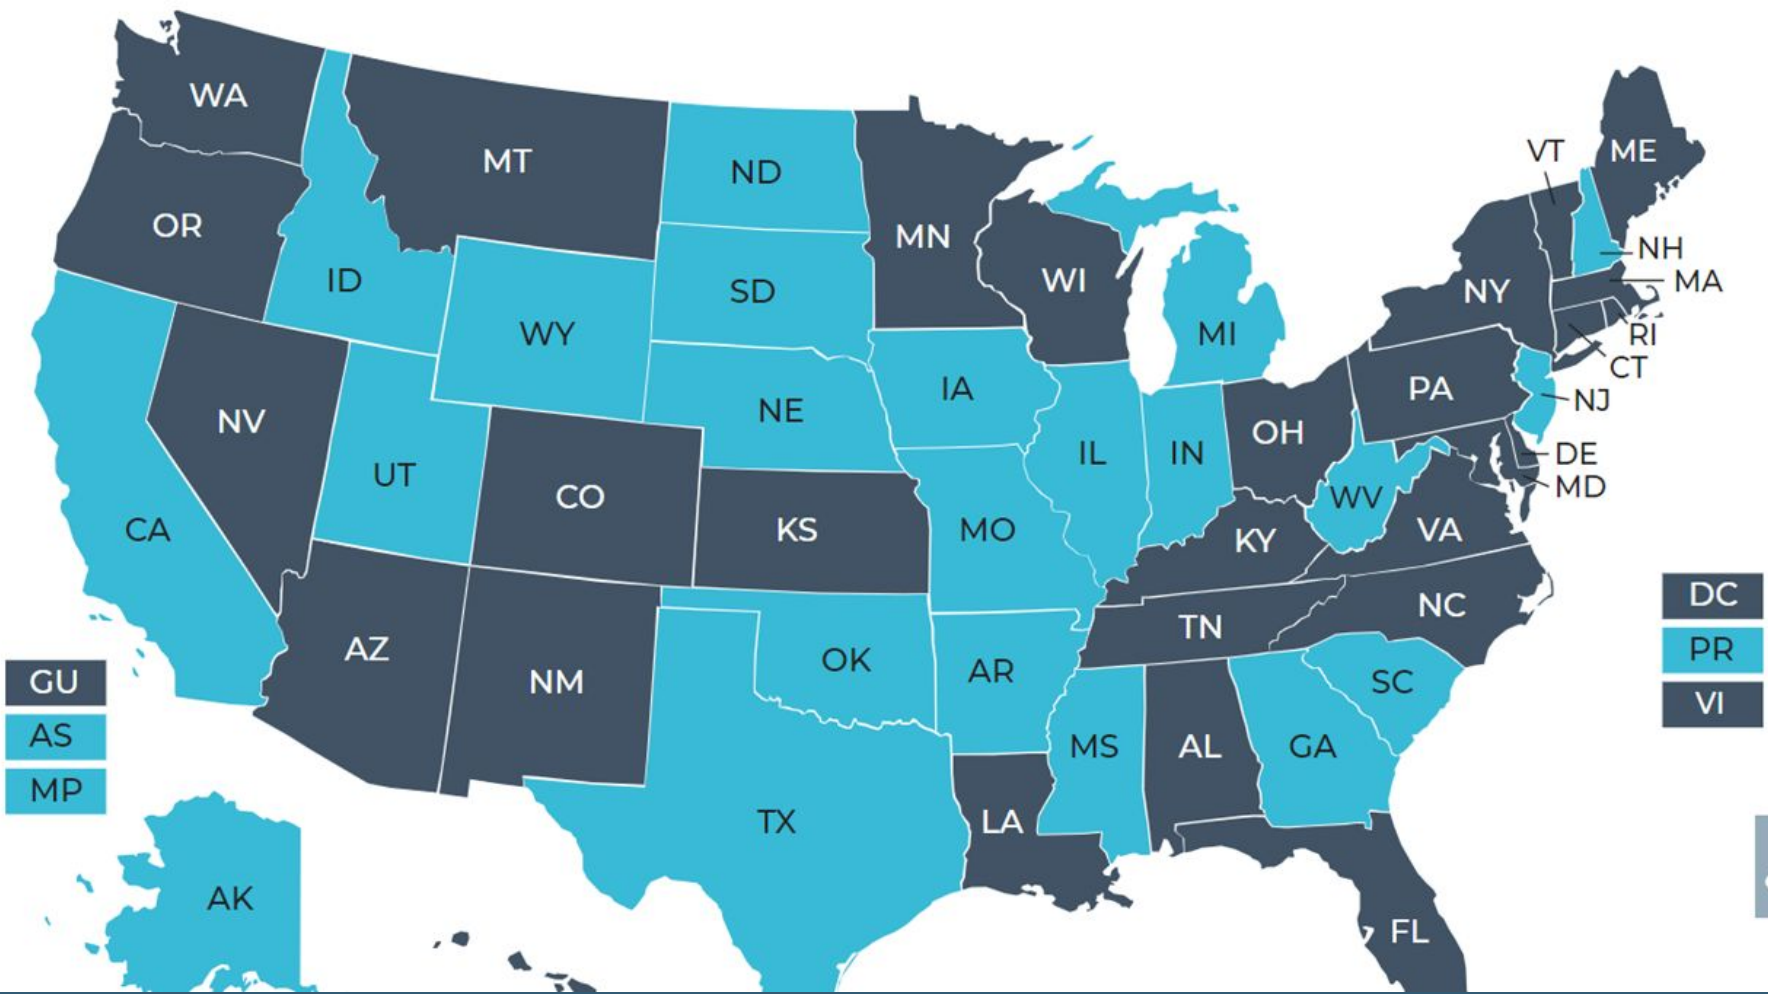 WA
MT
ND
VT
ME
OR
MN
NH
ID
SD
WI
NY
MA
WY
MI
RI
CT
NV
NE
IA
PA
NJ
UT
CO
IL
IN
OH
DE
MD
CA
KS
MO
WV
VA
KY
AZ
NM
OK
AR
TN
NC
DC
GU
SC
PR
AS
MS
AL
GA
VI
MP
TX
LA
AK
FL